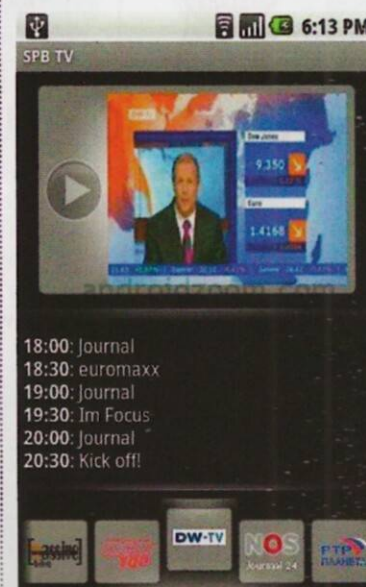 6:13 PM
SPB TV
Dow Jones
9.350
Euro
1.4168
androidzoom.com
18:00: Journal
18:30: euromaxx
19:00: Journal
19:30: Im Focus
20:00: Journal
20:30: Kick off!
DW-TV
NOS
Journaal 24
РТР
ПЛАНЕТА